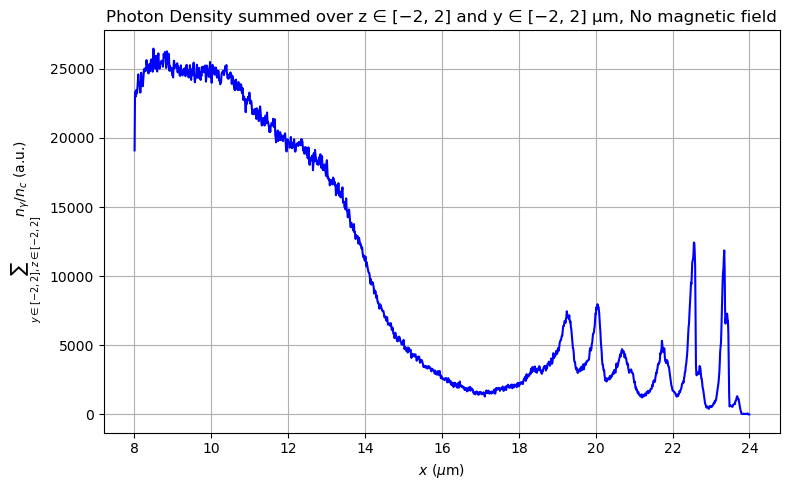 Photon Density summed over z ∈ [−2, 2] and y ∈ [−2, 2] μm, No magnetic field
∑ y ∈ [−2, 2], z ∈ [−2, 2] nγ/nc (a.u.)
25000
20000
15000
10000
5000
0
8 10 12 14 16 18 20 22 24
x (μm)